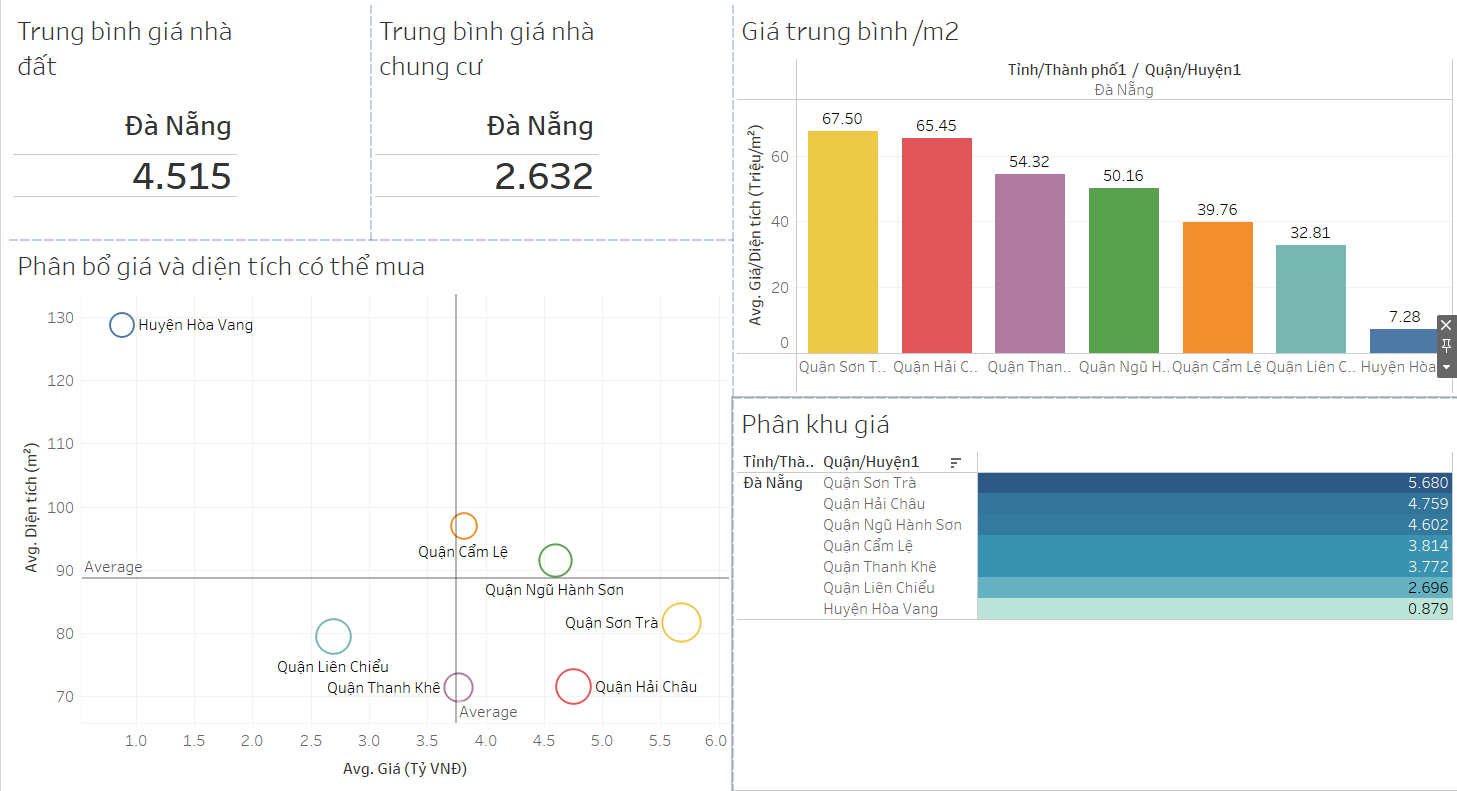 Trung bình giá nhà
đất
Đà Nẵng
4.515
Trung bình giá nhà
chung cư
Đà Nẵng
2.632
Giá trung bình /m2
Tỉnh/Thành phố1 / Quận/Huyện1
Đà Nẵng
Avg. Giá/Diện tích (Triệu/m²)
60
40
20
0
67.50
65.45
54.32
50.16
39.76
32.81
7.28
Quận Sơn T..
Quận Hải C..
Quận Than..
Quận Ngũ H..
Quận Cẩm Lệ
Quận Liên C..
Huyện Hòa
Phân bổ giá và diện tích có thể mua
Avg. Diện tích (m²)
130
120
110
100
90
80
70
Huyện Hòa Vang
Quận Cẩm Lệ
Average
Quận Ngũ Hành Sơn
Quận Sơn Trà
Quận Liên Chiểu
Quận Thanh Khê
Quận Hải Châu
Average
1.0
1.5
2.0
2.5
3.0
3.5
4.0
4.5
5.0
5.5
6.0
Avg. Giá (Tỷ VNĐ)
Phân khu giá
Tỉnh/Thà.. Quận/Huyện1
Đà Nẵng Quận Sơn Trà 5.680
Quận Hải Châu 4.759
Quận Ngũ Hành Sơn 4.602
Quận Cẩm Lệ 3.814
Quận Thanh Khê 3.772
Quận Liên Chiểu 2.696
Huyện Hòa Vang 0.879